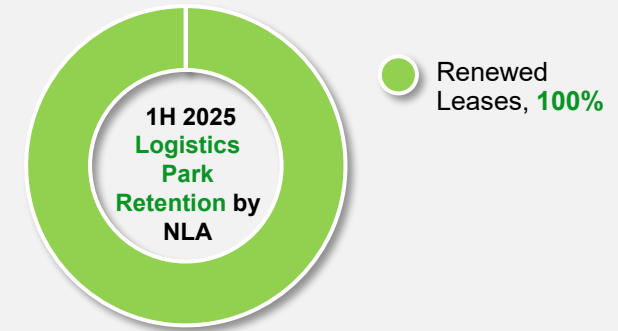 1H 2025
Logistics
Park
Retention by
NLA
Renewed
Leases, 100%